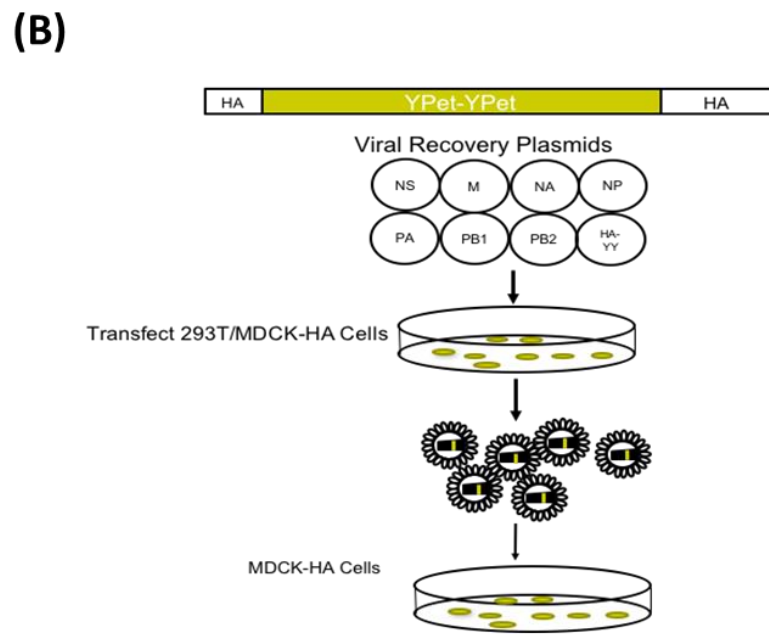 (B)
HA YPet-YPet HA
Viral Recovery Plasmids
NS M NA NP
PA PB1 PB2 HA-
YY
Transfect 293T/MDCK-HA Cells
MDCK-HA Cells